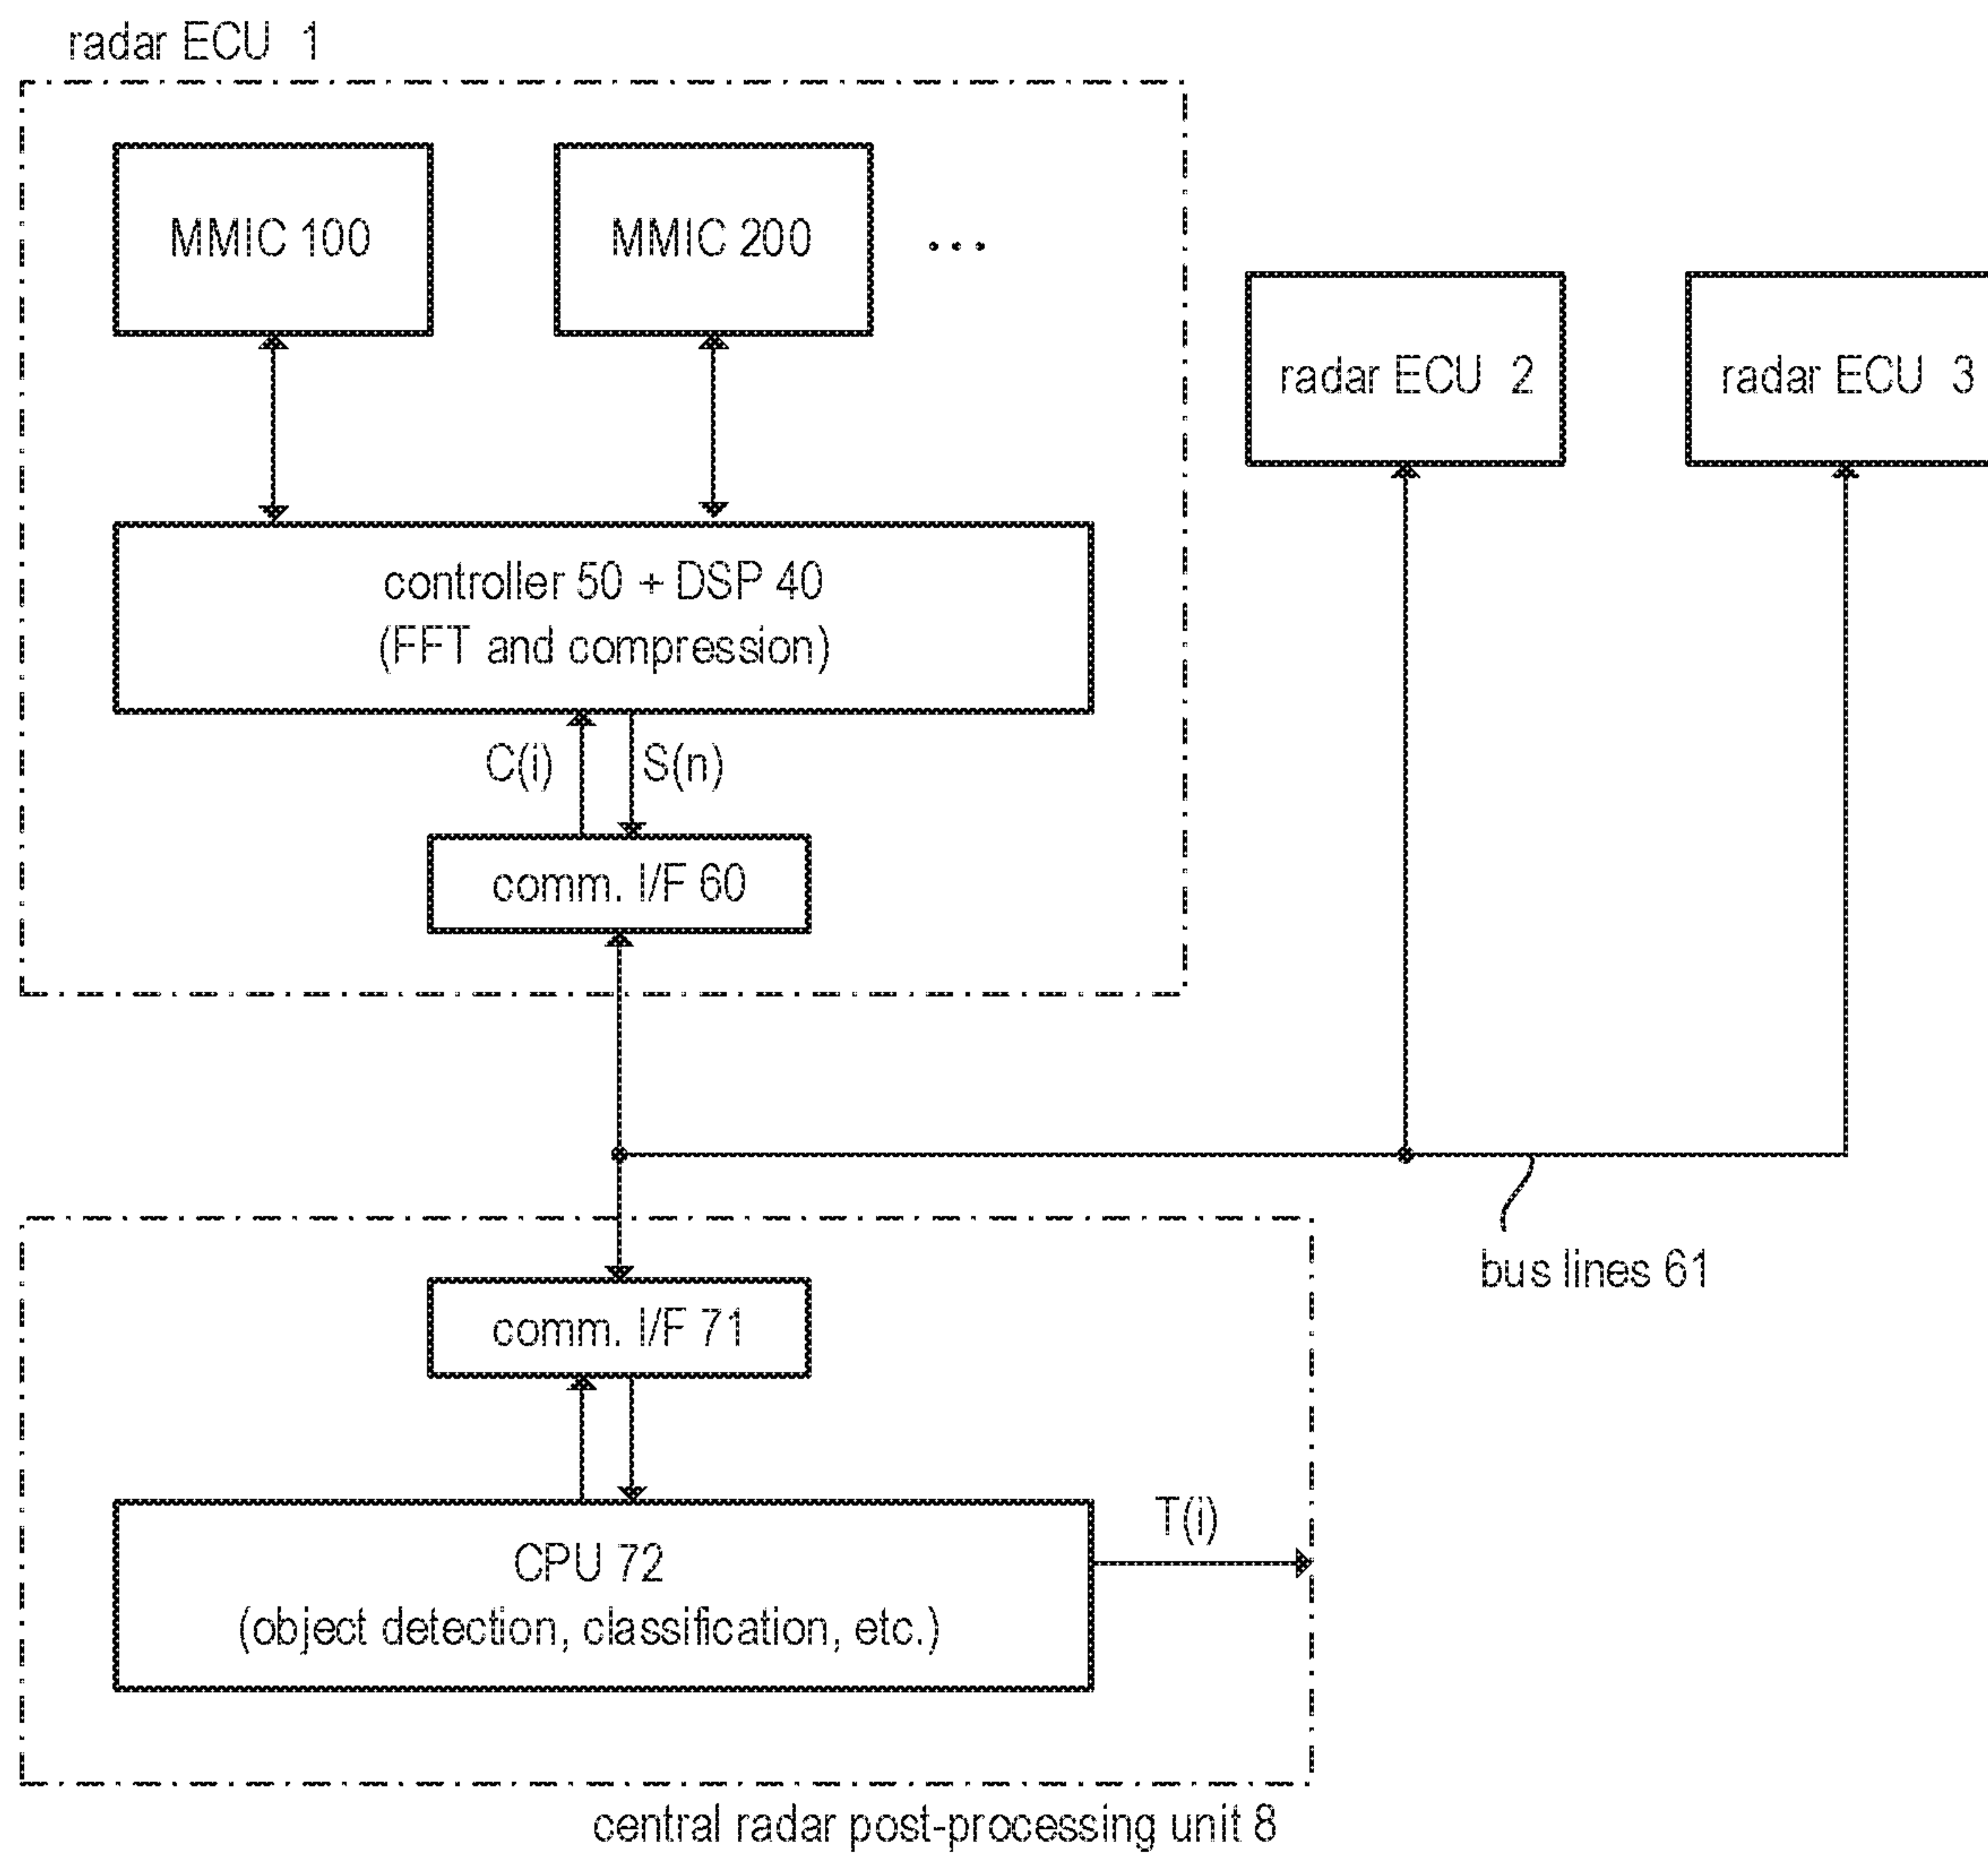 radar ECU 1
MMIC 100
MMIC 200
...
radar ECU 2
radar ECU 3
controller 50 + DSP 40
(FFT and compression)
C(i)
S(n)
comm. I/F 60
bus lines 61
comm. I/F 71
T(i)
CPU 72
(object detection, classification, etc.)
central radar post-processing unit 8